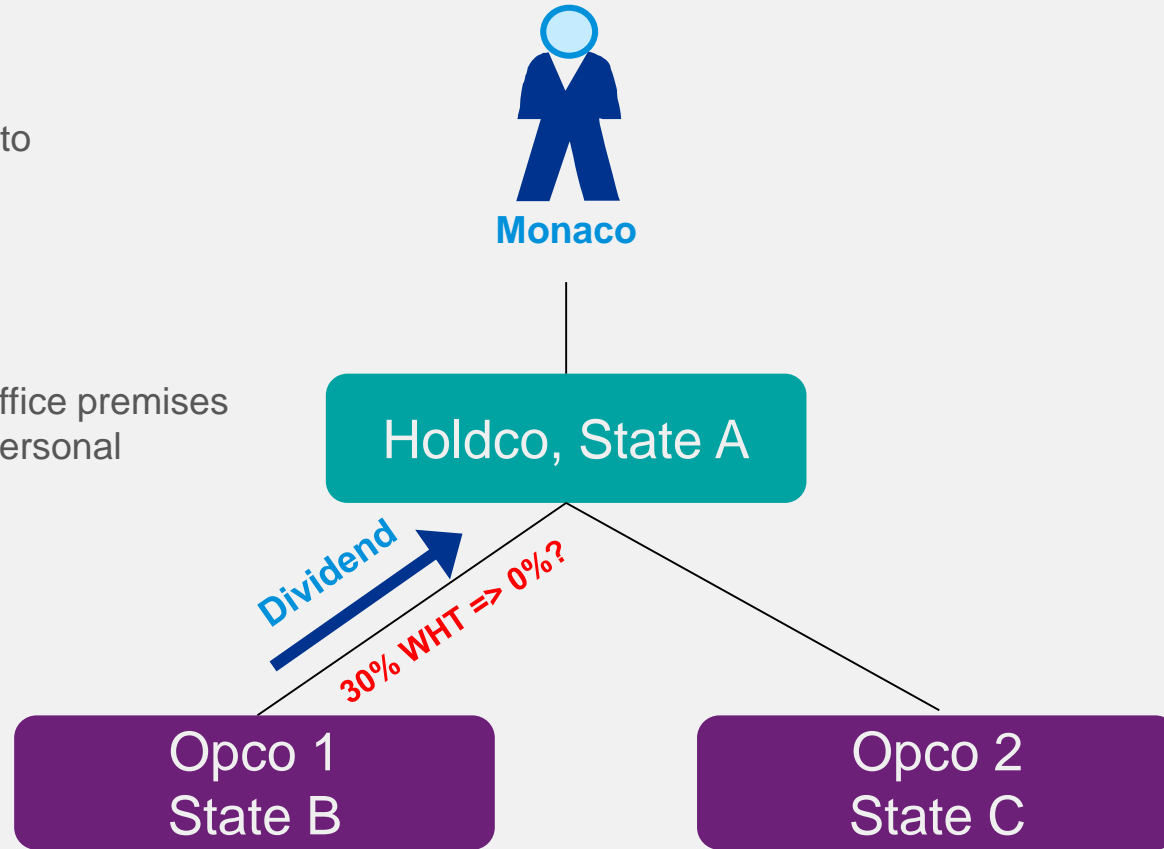 to
Monaco
ffice premises
ersonal
Holdco, State A
Dividend
30% WHT => 0%?
Opco 1
State B
Opco 2
State C